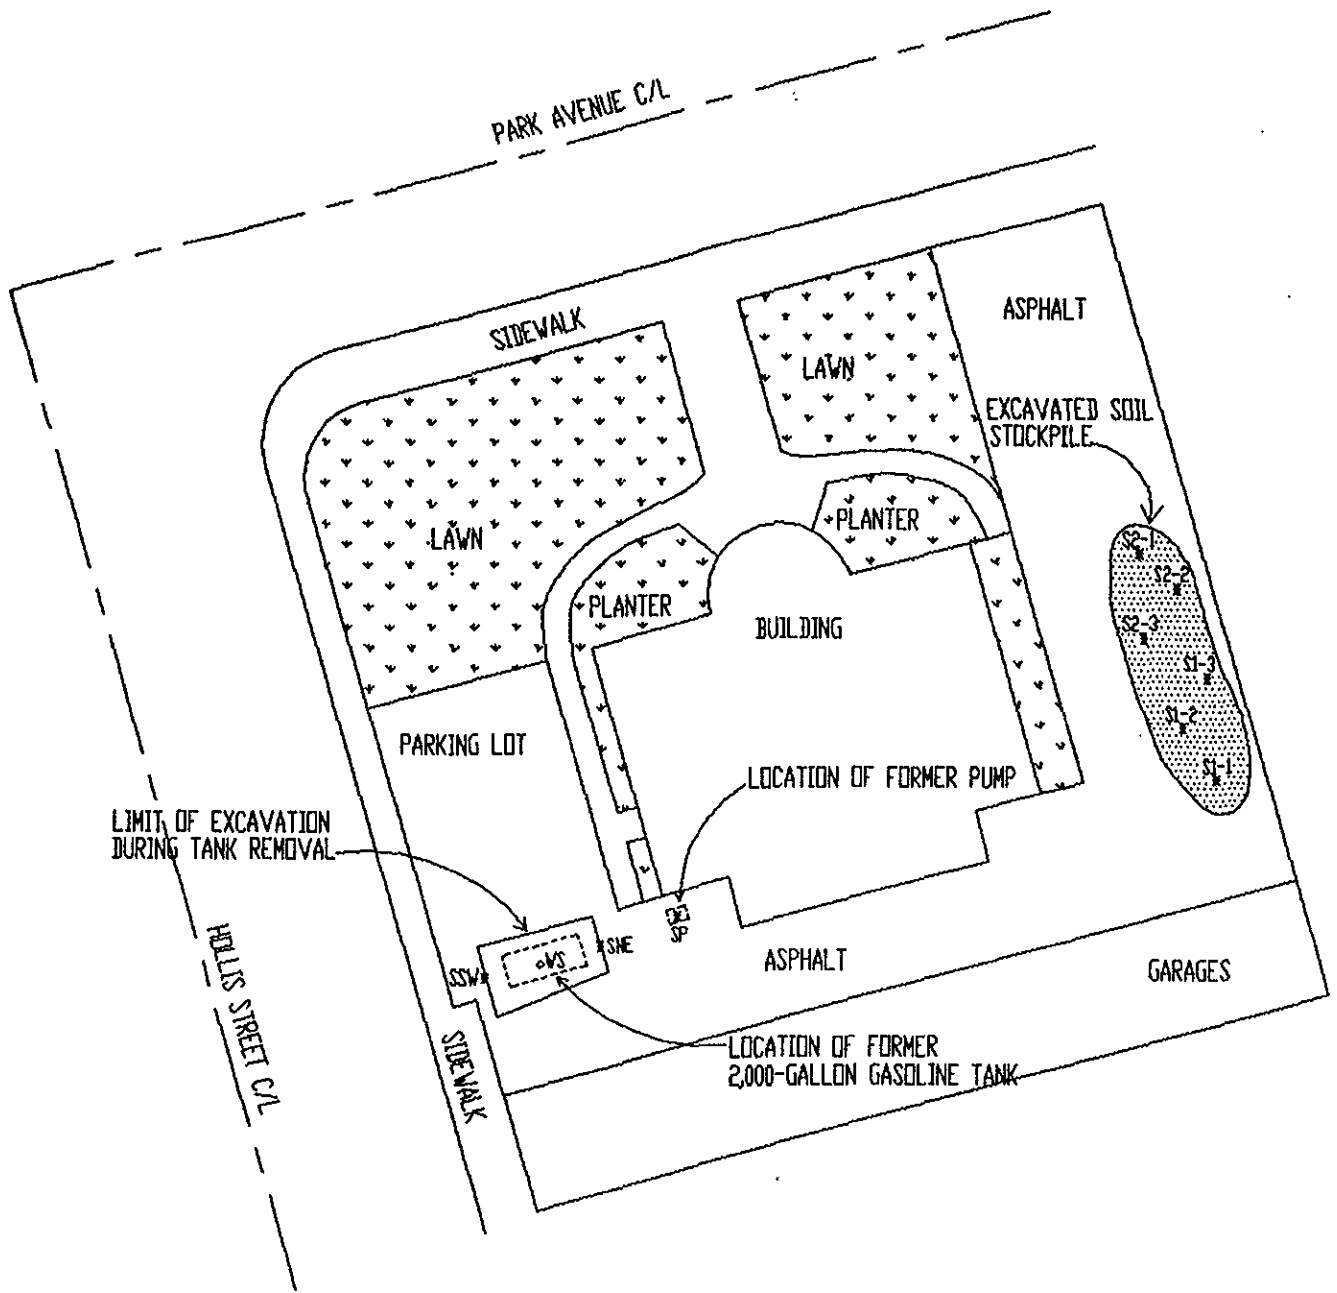 PARK AVENUE C/L
SIDEWALK
ASPHALT
LAWN
EXCAVATED SOIL
STOCKPILE
LAWN
PLANTER
PLANTER
BUILDING
S2-1
S2-2
S2-3
S1-3
S1-2
S1-1
PARKING LOT
LOCATION OF FORMER PUMP
LIMIT OF EXCAVATION
DURING TANK REMOVAL
SP
SNE
SSW
WS
ASPHALT
GARAGES
HOLLIS STREET C/L
SIDEWALK
LOCATION OF FORMER
2,000-GALLON GASOLINE TANK